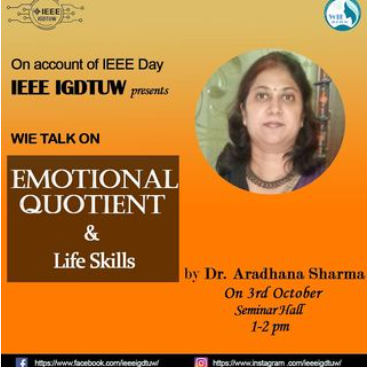 IEEE
IGDTUW
WIE
On account of IEEE Day
IEEE IGDTUW presents
WIE TALK ON
EMOTIONAL
QUOTIENT
&
Life Skills
by Dr. Aradhana Sharma
On 3rd October
Seminar Hall
1-2 pm
https://www.facebook.com/ieeeigdtuw/
https://www.instagram.com/ieeeigdtuw/